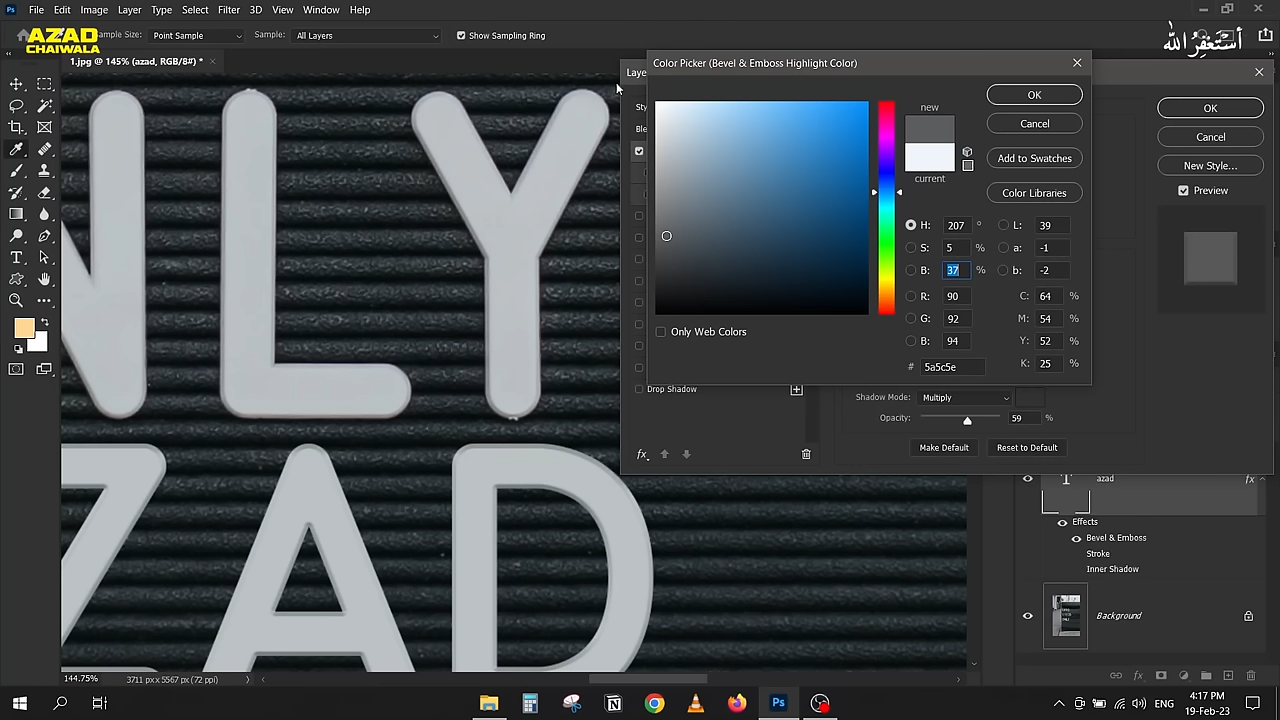 Ps File Edit Image Layer Type Select Filter 3D View Window Help
AZAD
CHAIWALA
Sample Size: Point Sample Sample: All Layers Show Sampling Ring
أستغفر الله
1.jpg @ 145% (azad, RGB/8#) *
Color Picker (Bevel & Emboss Highlight Color)
new
current
OK
Cancel
Add to Swatches
Color Libraries
H: 207 ° L: 39
S: 5 % a: -1
B: 37 % b: -2
R: 90 C: 64 %
G: 92 M: 54 %
B: 94 Y: 52 %
# 5a5c5e K: 25 %
Only Web Colors
OK
Cancel
New Style...
Preview
Drop Shadow
Shadow Mode: Multiply
Opacity: 59 %
Make Default Reset to Default
fx
NLY
ZAD
T azad fx
Effects
Bevel & Emboss
Stroke
Inner Shadow
Background
144.75% 3711 px x 5567 px (72 ppi)
fx
Ps
ENG
4:17 PM
19-Feb-23